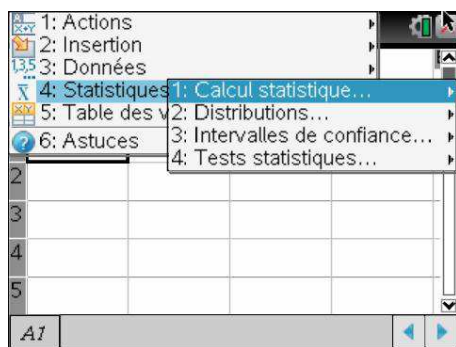 1: Actions
2: Insertion
3: Données
4: Statistiques
1: Calcul statistique...
5: Table des v
2: Distributions...
3: Intervalles de confiance...
6: Astuces
4: Tests statistiques...
2
3
4
5
A1